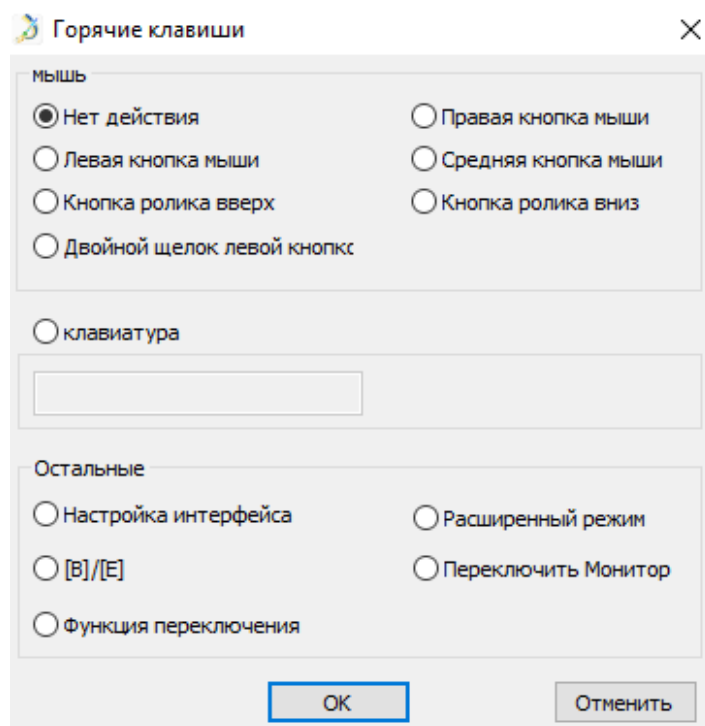 Горячие клавиши
мышь
Нет действия
Правая кнопка мыши
Левая кнопка мыши
Средняя кнопка мыши
Кнопка ролика вверх
Кнопка ролика вниз
Двойной щелок левой кнопкс
клавиатура
Остальные
Настройка интерфейса
Расширенный режим
[B]/[E]
Переключить Монитор
Функция переключения
ОК
Отменить